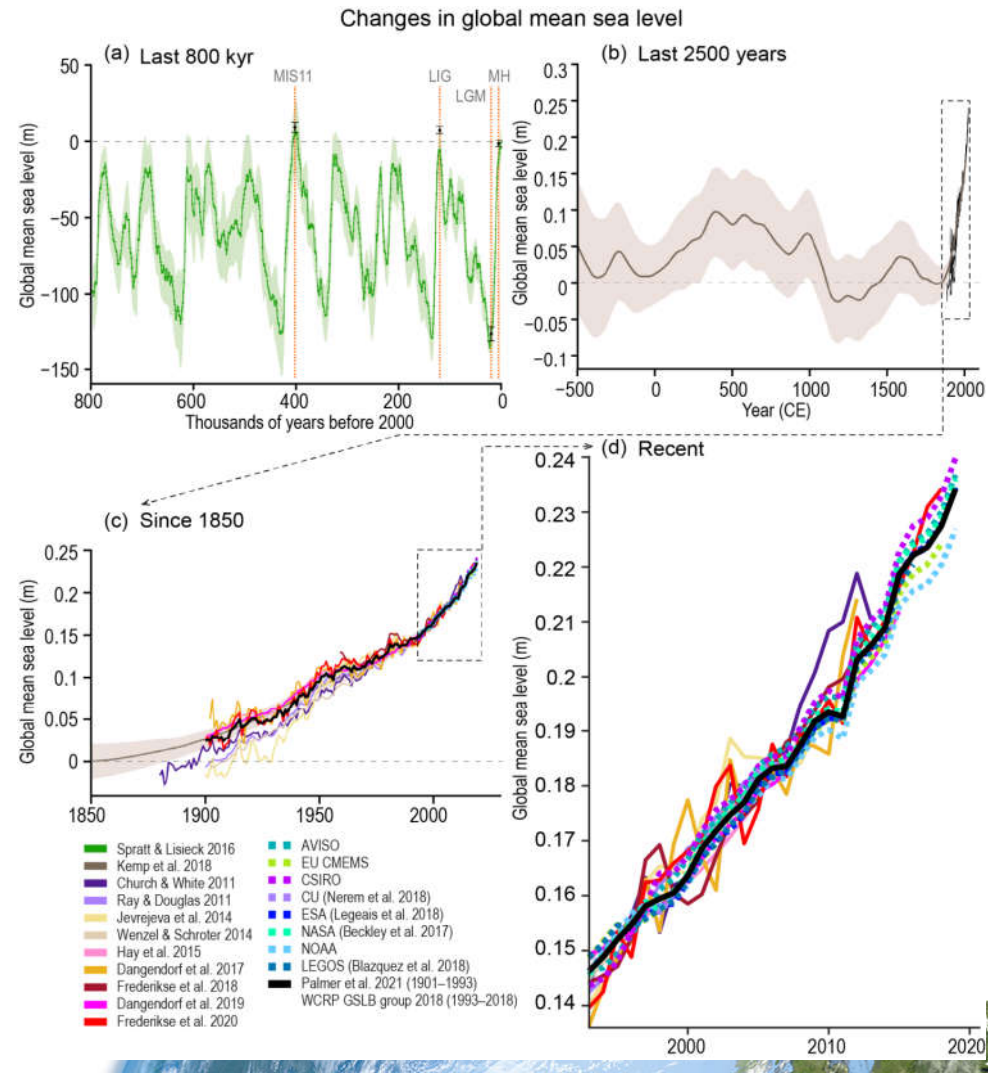 Changes in global mean sea level
(a) Last 800 kyr
MIS11
LIG
MH
LGM
Global mean sea level (m)
50
0
−50
−100
−150
800
600
400
200
0
Thousands of years before 2000
(b) Last 2500 years
Global mean sea level (m)
0.3
0.25
0.2
0.15
0.1
0.05
0
−0.05
−0.1
−500
0
500
1000
1500
2000
Year (CE)
(c) Since 1850
Global mean sea level (m)
0.25
0.2
0.15
0.1
0.05
0
1850
1900
1950
2000
(d) Recent
Global mean sea level (m)
0.24
0.23
0.22
0.21
0.2
0.19
0.18
0.17
0.16
0.15
0.14
2000
2010
2020
Spratt & Lisieck 2016
Kemp et al. 2018
Church & White 2011
Ray & Douglas 2011
Jevrejeva et al. 2014
Wenzel & Schroter 2014
Hay et al. 2015
Dangendorf et al. 2017
Frederikse et al. 2018
Dangendorf et al. 2019
Frederikse et al. 2020
AVISO
EU CMEMS
CSIRO
CU (Nerem et al. 2018)
ESA (Legeais et al. 2018)
NASA (Beckley et al. 2017)
NOAA
LEGOS (Blazquez et al. 2018)
Palmer et al. 2021 (1901–1993)
WCRP GSLB group 2018 (1993–2018)